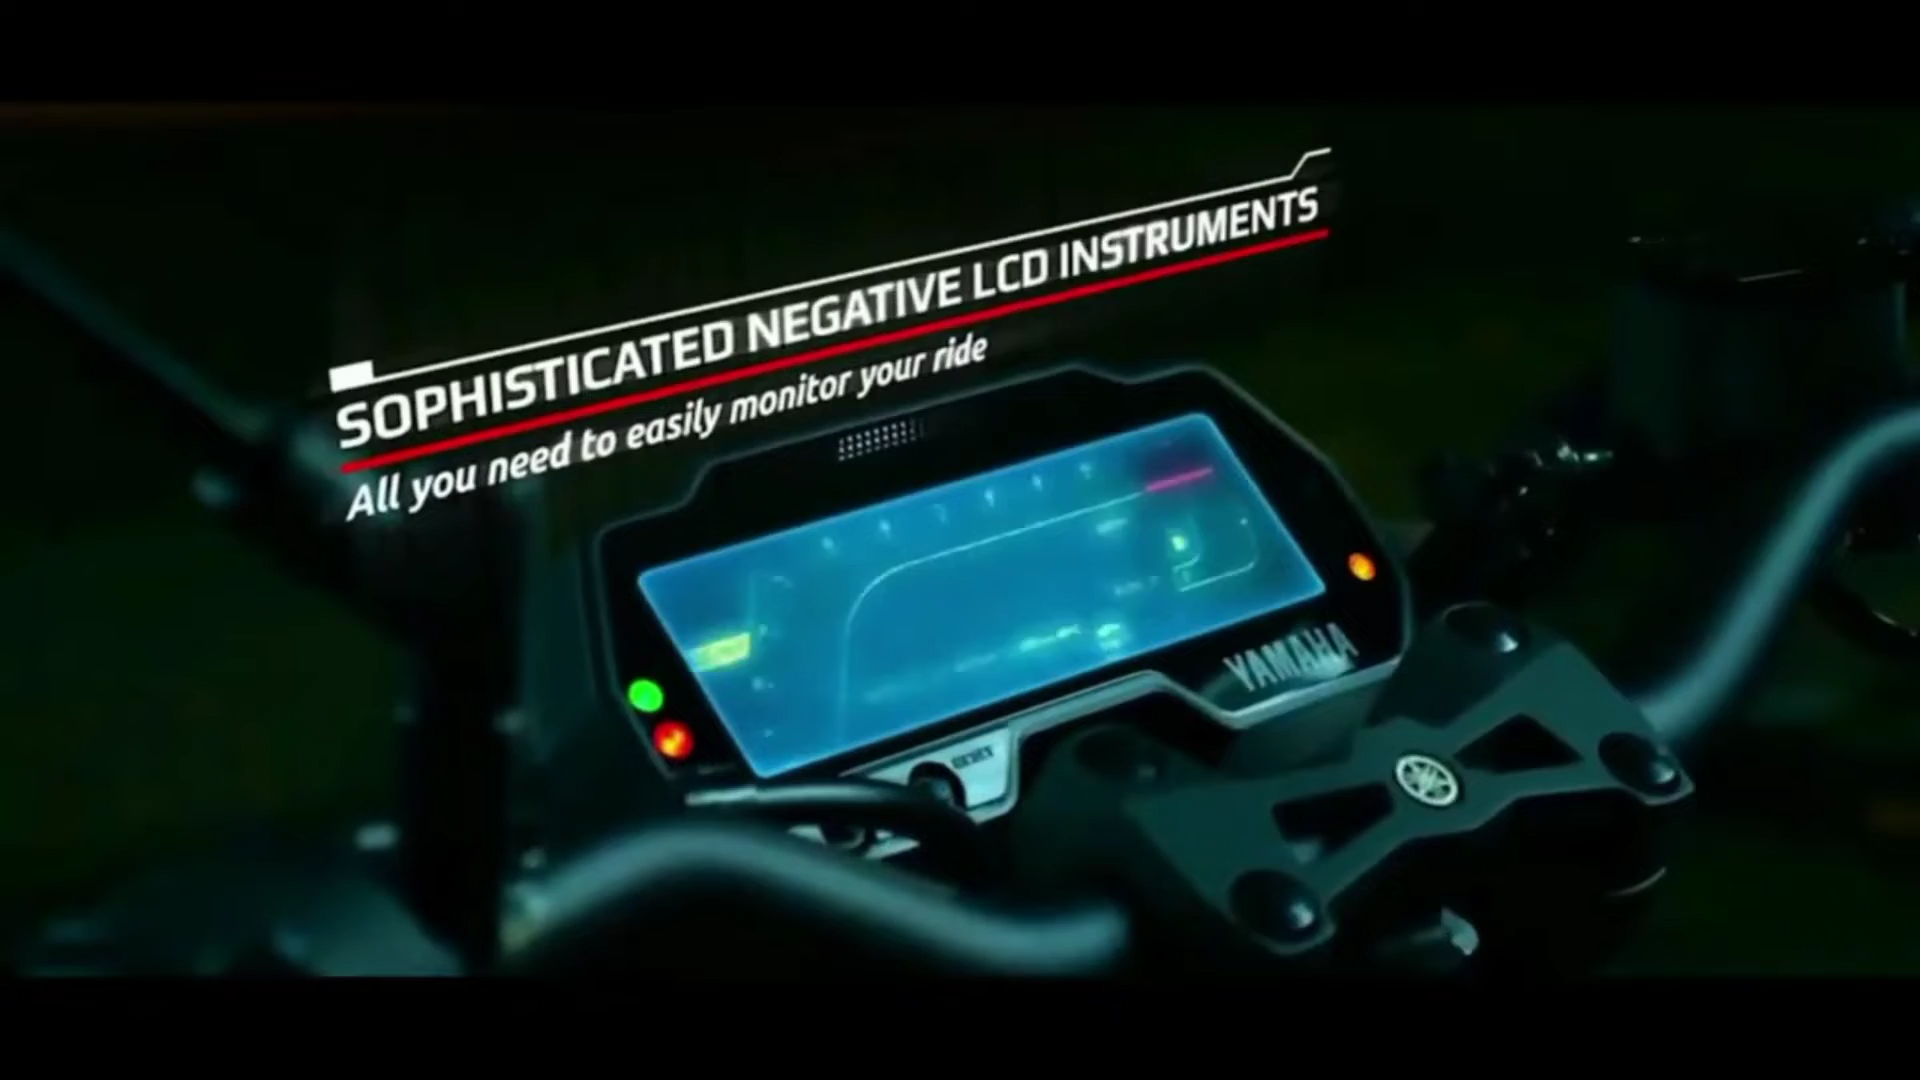 SOPHISTICATED NEGATIVE LCD INSTRUMENTS
All you need to easily monitor your ride
YAMAHA